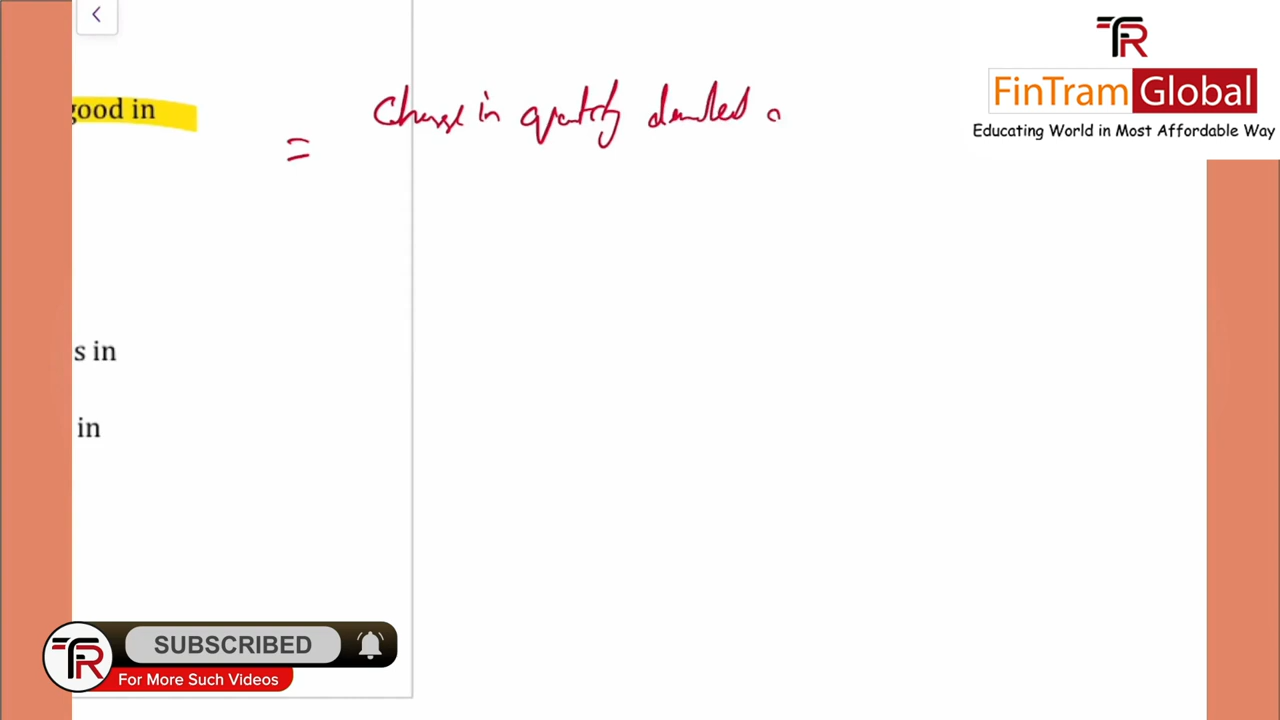 good in
Change in quantity demanded o
=
FinTram Global
Educating World in Most Affordable Way
s in
in
SUBSCRIBED
For More Such Videos